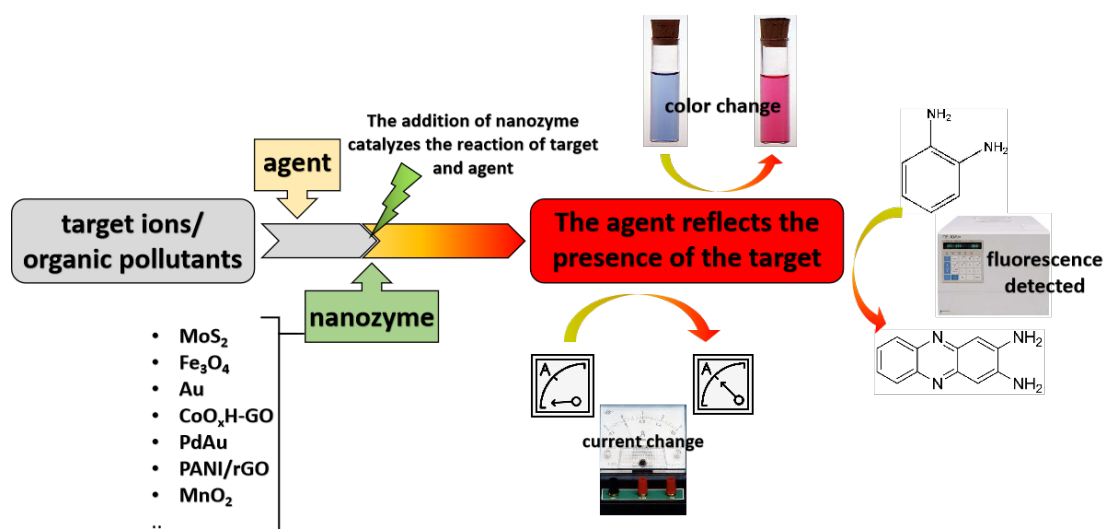 The addition of nanozyme
catalyzes the reaction of target
and agent
agent
target ions/
organic pollutants
nanozyme
• MoS₂
• Fe₃O₄
• Au
• CoOₓH-GO
• PdAu
• PANI/rGO
• MnO₂
..
The agent reflects the
presence of the target
color change
A
A
A
current change
NH₂
NH₂
fluorescence
detected
N
N
NH₂
NH₂